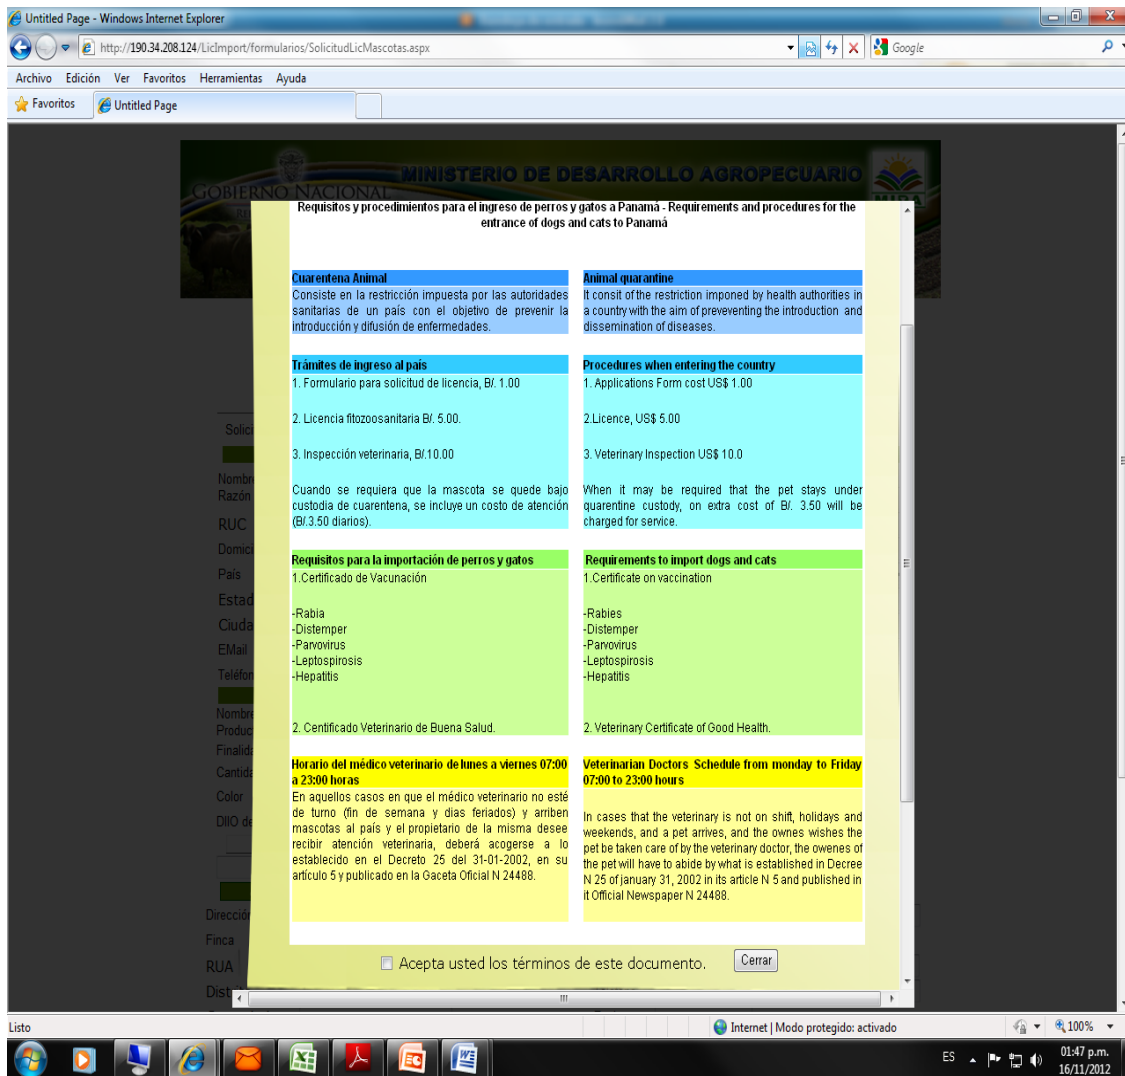 Untitled Page - Windows Internet Explorer
http://190.34.208.124/LicImport/formularios/SolicitudLicMascotas.aspx
Google
Archivo Edición Ver Favoritos Herramientas Ayuda
Favoritos Untitled Page
MINISTERIO DE DESARROLLO AGROPECUARIO
GOBIERNO NACIONAL
MIDA
Requisitos y procedimientos para el ingreso de perros y gatos a Panamá - Requirements and procedures for the
entrance of dogs and cats to Panamá
Cuarentena Animal
Consiste en la restricción impuesta por las autoridades
sanitarias de un país con el objetivo de prevenir la
introducción y difusión de enfermedades.
Animal quarantine
It consit of the restriction imponed by health authorities in
a country with the aim of preveventing the introduction and
dissemination of diseases.
Trámites de ingreso al país
1. Formulario para solicitud de licencia, B/. 1.00
2. Licencia fitozoosanitaria B/. 5.00.
3. Inspección veterinaria, B/.10.00
Cuando se requiera que la mascota se quede bajo
custodia de cuarentena, se incluye un costo de atención
(B/.3.50 diarios).
Procedures when entering the country
1. Applications Form cost US$ 1.00
2.Licence, US$ 5.00
3. Veterinary Inspection US$ 10.0
When it may be required that the pet stays under
quarentine custody, on extra cost of B/. 3.50 will be
charged for service.
Requisitos para la importación de perros y gatos
1.Certificado de Vacunación
-Rabia
-Distemper
-Parvovirus
-Leptospirosis
-Hepatitis
2. Centificado Veterinario de Buena Salud.
Requirements to import dogs and cats
1.Certificate on vaccination
-Rabies
-Distemper
-Parvovirus
-Leptospirosis
-Hepatitis
2. Veterinary Certificate of Good Health.
Horario del médico veterinario de lunes a viernes 07:00
a 23:00 horas
En aquellos casos en que el médico veterinario no esté
de turno (fin de semana y dias feriados) y arriben
mascotas al país y el propietario de la misma desee
recibir atención veterinaria, deberá acogerse a lo
establecido en el Decreto 25 del 31-01-2002, en su
artículo 5 y publicado en la Gaceta Oficial N 24488.
Veterinarian Doctors Schedule from monday to Friday
07:00 to 23:00 hours
In cases that the veterinary is not on shift, holidays and
weekends, and a pet arrives, and the ownes wishes the
pet be taken care of by the veterinary doctor, the owenes of
the pet will have to abide by what is established in Decree
N 25 of january 31, 2002 in its article N 5 and published in
it Official Newspaper N 24488.
Acepta usted los términos de este documento.
Cerrar
Solici
Nombre
Razón
RUC
Domici
País
Estad
Ciuda
EMail
Teléfon
Nombre
Produc
Finalida
Cantida
Color
DIIO de
Dirección
Finca
RUA
Dist
Listo
Internet | Modo protegido: activado
100%
ES
01:47 p.m.
16/11/2012